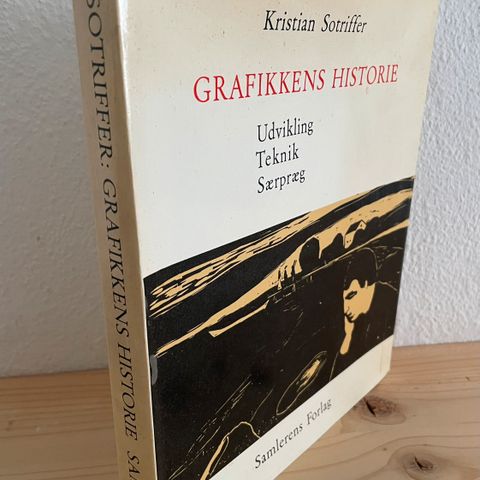 Kristian Sotriffer
GRAFIKKENS HISTORIE
Udvikling
Teknik
Særpræg
Samlerens Forlag
SOTRIFFER: GRAFIKKENS HISTORIE